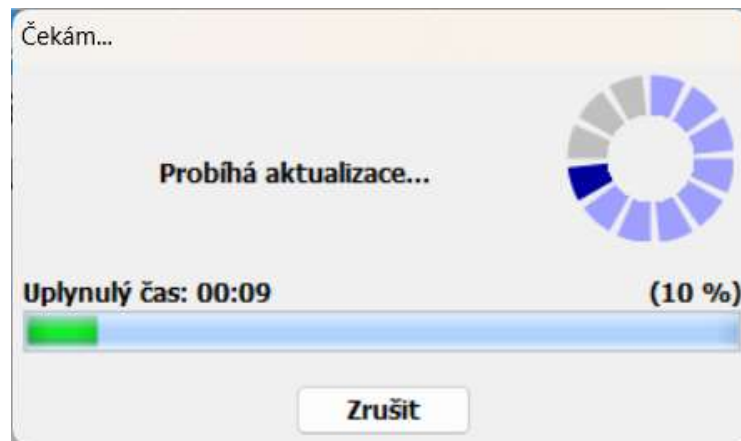 Čekám...
Probíhá aktualizace...
Uplynulý čas: 00:09 (10 %)
Zrušit